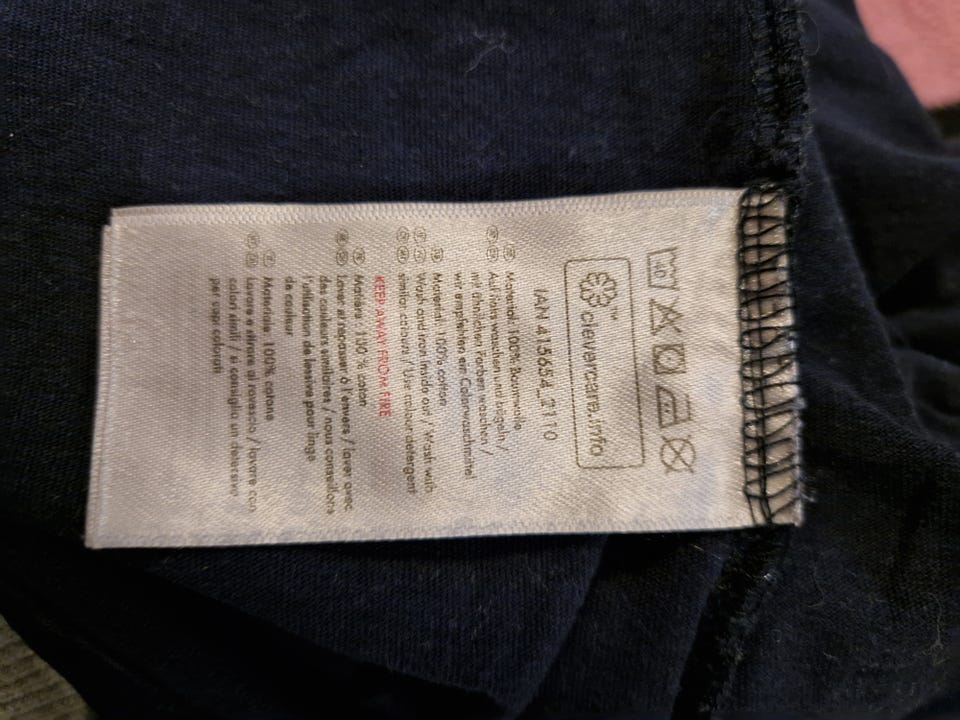 40
clevercare.info™
IAN 415654_2110
Material: 100% Baumwolle
Auf links waschen und bügeln /
mit ähnlichen Farben waschen /
wir empfehlen ein Colorwaschmittel
Material: 100% cotton
Wash and iron inside out / Wash with
similar colours / Use colour detergent
KEEP AWAY FROM FIRE
Matière : 100 % coton
Laver et repasser à l'envers / laver avec
des couleurs similaires / nous conseillons
l'utilisation de lessive pour linge
de couleur
Materiale: 100% cotone
Lavare e stirare al rovescio / lavare con
colori simili / si consiglia un detersivo
per capi colorati